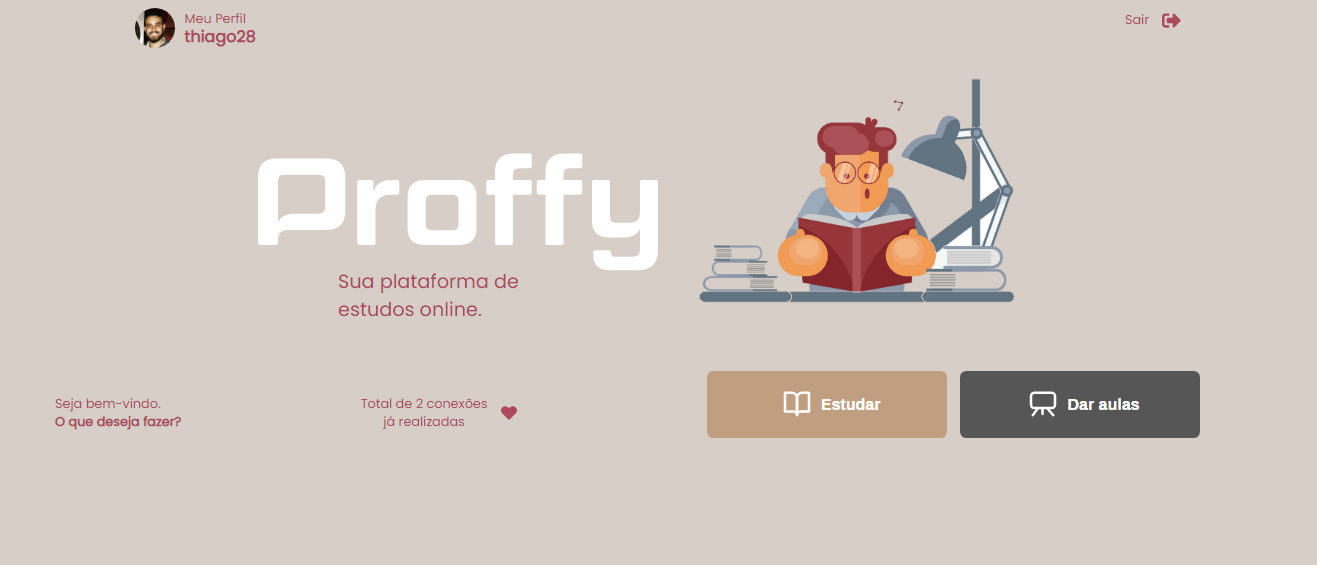 Meu Perfil
thiago28
Sair
Proffy
Sua plataforma de
estudos online.
Seja bem-vindo.
O que deseja fazer?
Total de 2 conexões
já realizadas
Estudar
Dar aulas